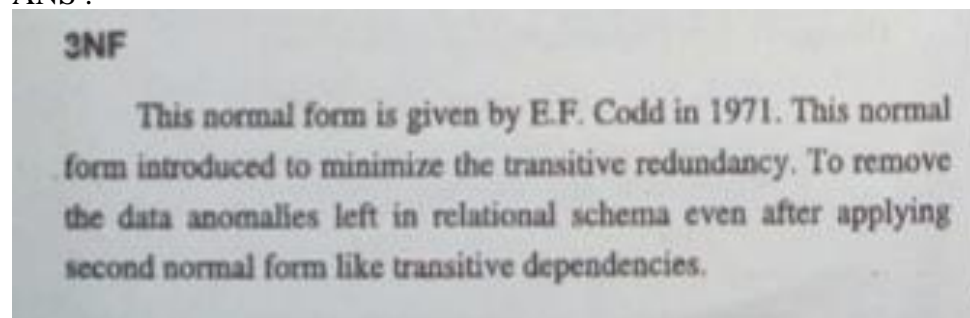 ANS :
3NF
This normal form is given by E.F. Codd in 1971. This normal
form introduced to minimize the transitive redundancy. To remove
the data anomalies left in relational schema even after applying
second normal form like transitive dependencies.